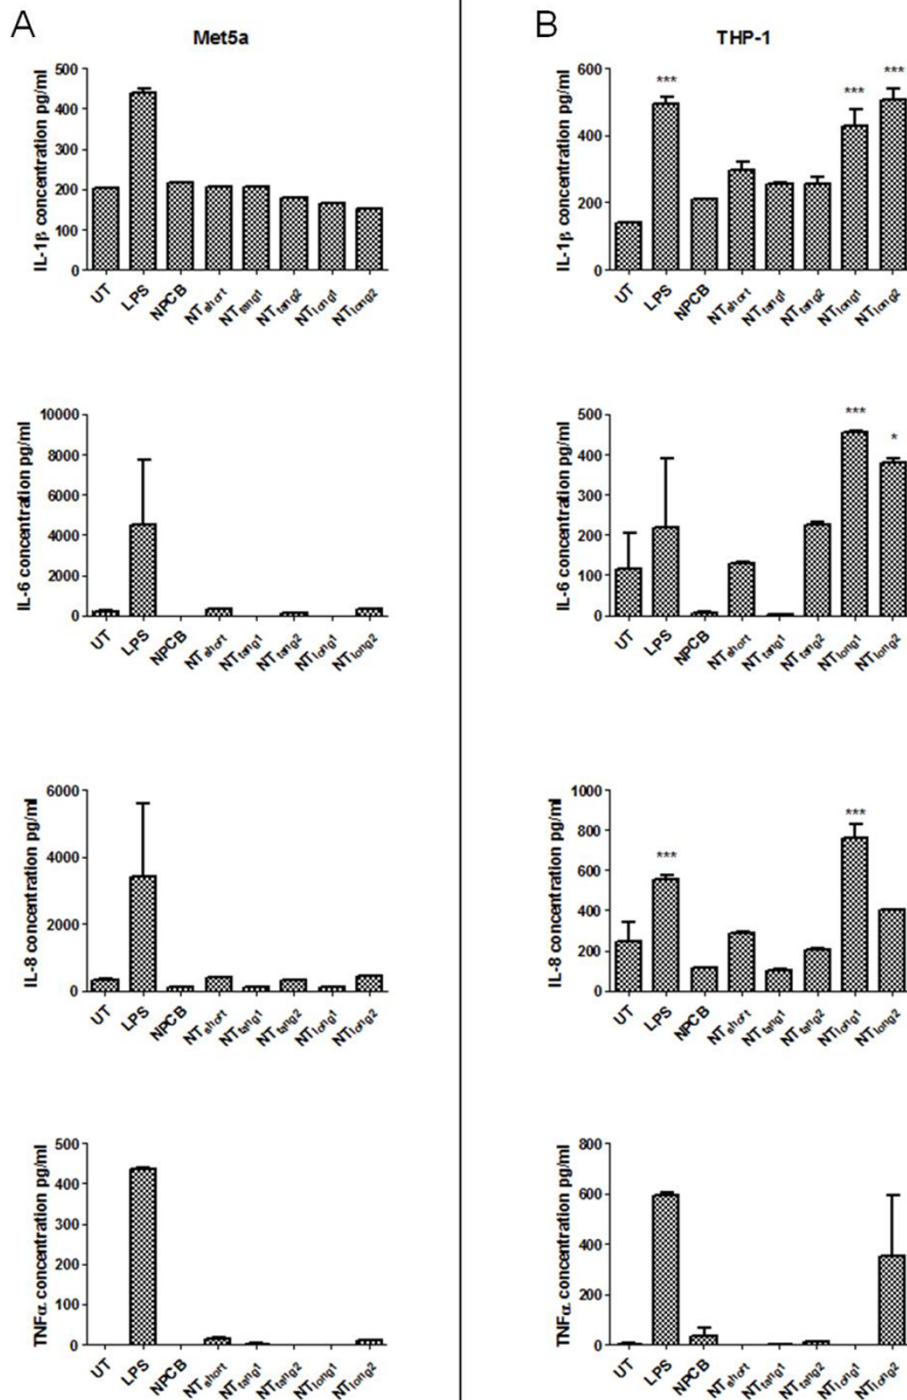 A
Met5a
IL-1β concentration pg/ml
500
400
300
200
100
0
UT LPS NPCB NTshort NTtang1 NTtang2 NTlong1 NTlong2
IL-6 concentration pg/ml
10000
8000
6000
4000
2000
0
UT LPS NPCB NTshort NTtang1 NTtang2 NTlong1 NTlong2
IL-8 concentration pg/ml
6000
4000
2000
0
UT LPS NPCB NTshort NTtang1 NTtang2 NTlong1 NTlong2
TNFα concentration pg/ml
500
400
300
200
100
0
UT LPS NPCB NTshort NTtang1 NTtang2 NTlong1 NTlong2
B
THP-1
IL-1β concentration pg/ml
600
400
200
0
*** *** ***
UT LPS NPCB NTshort NTtang1 NTtang2 NTlong1 NTlong2
IL-6 concentration pg/ml
500
400
300
200
100
0
*** *
UT LPS NPCB NTshort NTtang1 NTtang2 NTlong1 NTlong2
IL-8 concentration pg/ml
1000
800
600
400
200
0
*** ***
UT LPS NPCB NTshort NTtang1 NTtang2 NTlong1 NTlong2
TNFα concentration pg/ml
800
600
400
200
0
UT LPS NPCB NTshort NTtang1 NTtang2 NTlong1 NTlong2